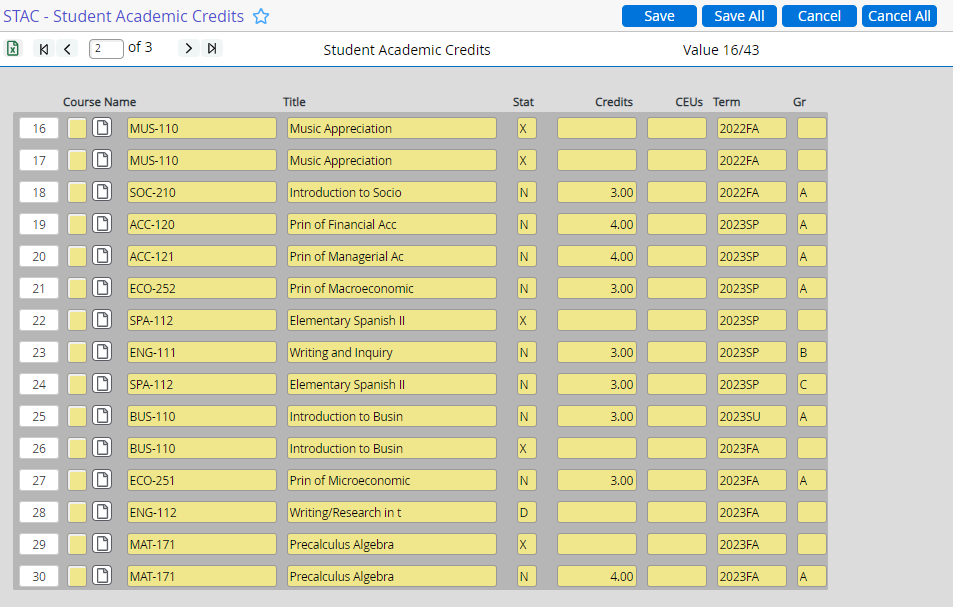 STAC - Student Academic Credits Save Save All Cancel Cancel All
2 of 3 Student Academic Credits Value 16/43
Course Name Title Stat Credits CEUs Term Gr
16 MUS-110 Music Appreciation X 2022FA
17 MUS-110 Music Appreciation X 2022FA
18 SOC-210 Introduction to Socio N 3.00 2022FA A
19 ACC-120 Prin of Financial Acc N 4.00 2023SP A
20 ACC-121 Prin of Managerial Ac N 4.00 2023SP A
21 ECO-252 Prin of Macroeconomic N 3.00 2023SP A
22 SPA-112 Elementary Spanish II X 2023SP
23 ENG-111 Writing and Inquiry N 3.00 2023SP B
24 SPA-112 Elementary Spanish II N 3.00 2023SP C
25 BUS-110 Introduction to Busin N 3.00 2023SU A
26 BUS-110 Introduction to Busin X 2023FA
27 ECO-251 Prin of Microeconomic N 3.00 2023FA A
28 ENG-112 Writing/Research in t D 2023FA
29 MAT-171 Precalculus Algebra X 2023FA
30 MAT-171 Precalculus Algebra N 4.00 2023FA A